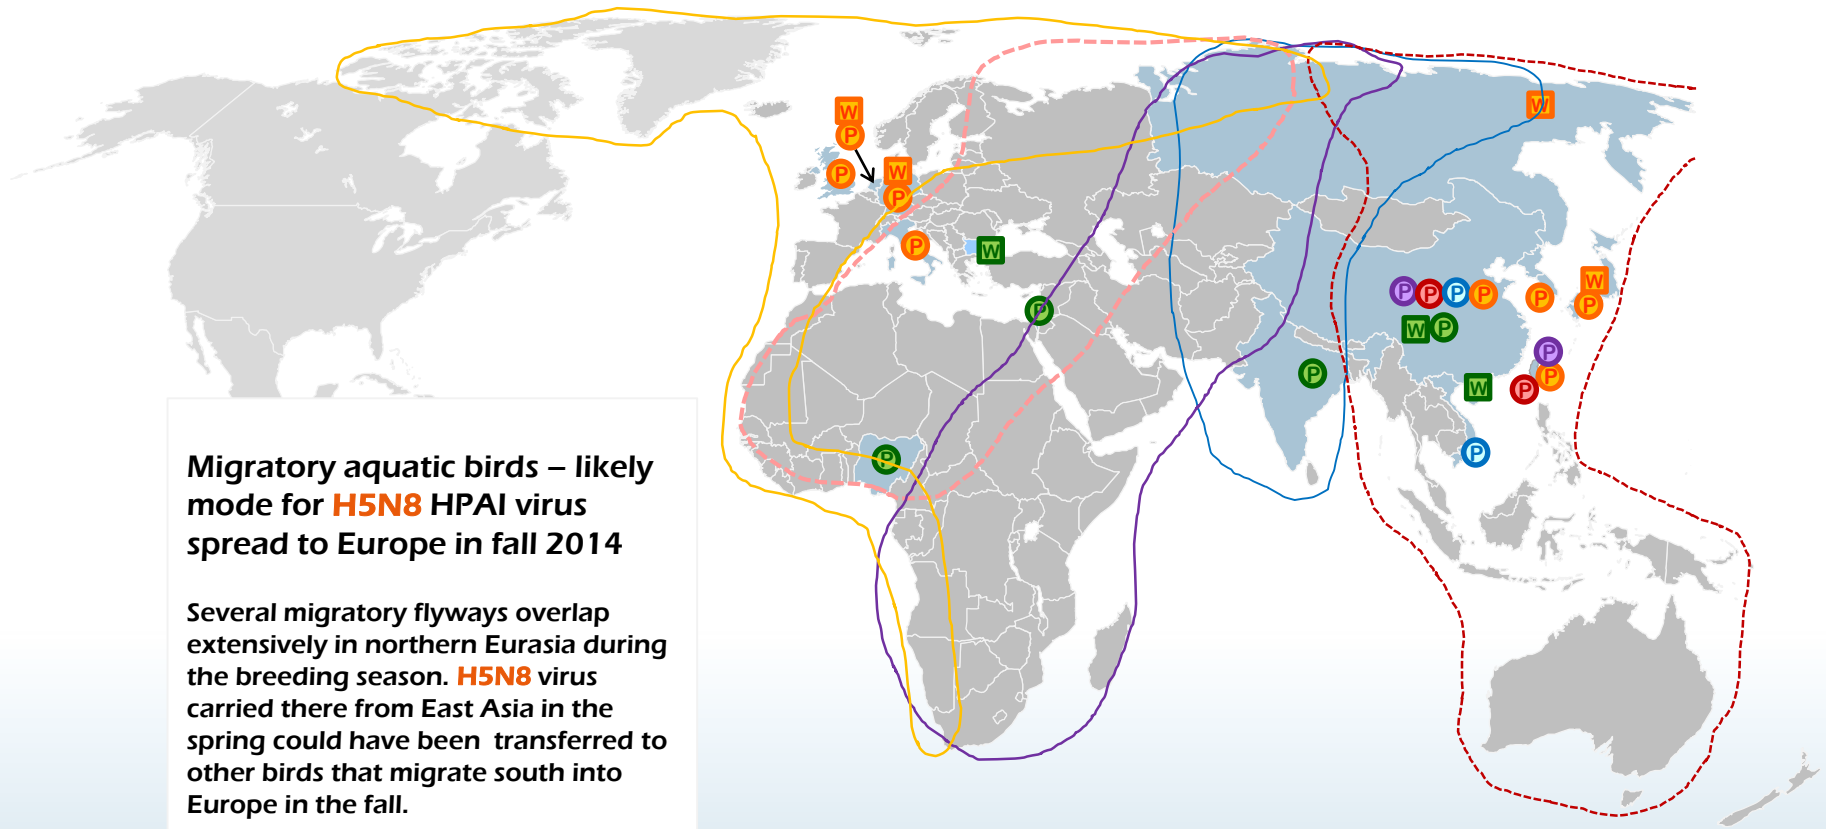 W
P
P
W
P
P
W
P
P
P
W
P
P
P
P
W
P
P
W
P
W
P
P
P
W
P
P
Migratory aquatic birds – likely
mode for H5N8 HPAI virus
spread to Europe in fall 2014
Several migratory flyways overlap
extensively in northern Eurasia during
the breeding season. H5N8 virus
carried there from East Asia in the
spring could have been  transferred to
other birds that migrate south into
Europe in the fall.